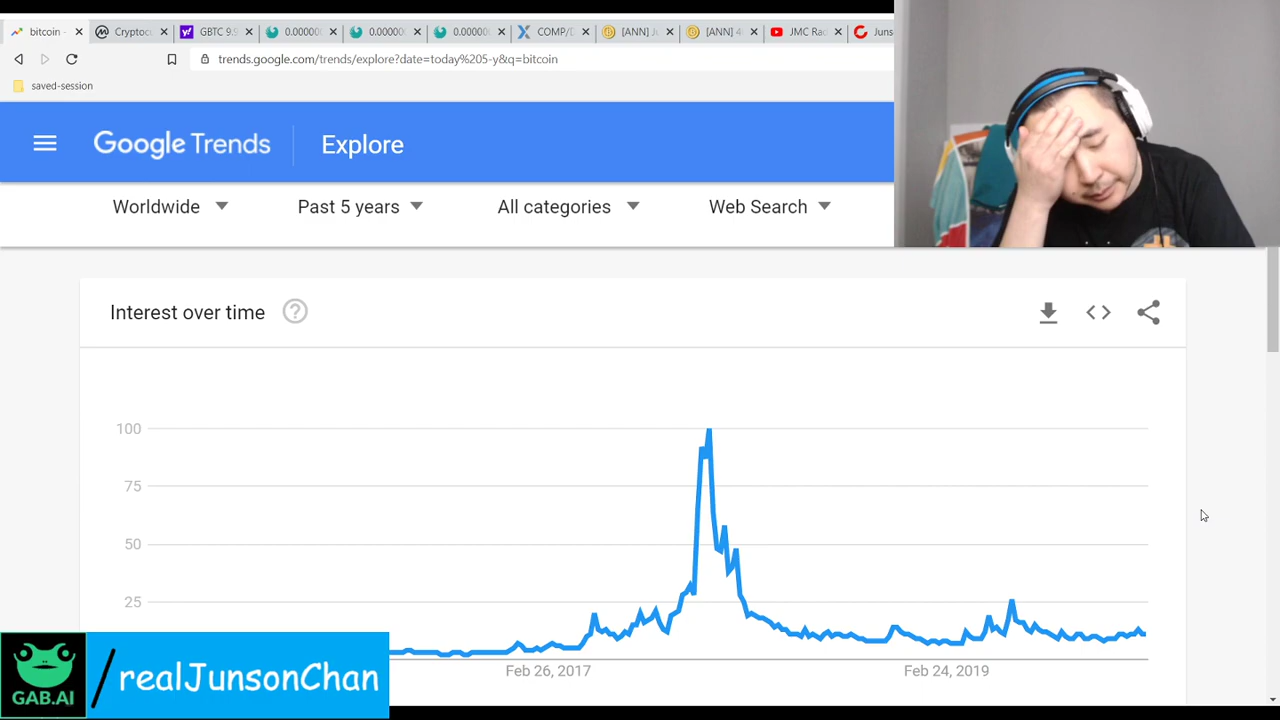 bitcoin -
Cryptoc
GBTC 9.
0.00000
0.00000
0.00000
COMP/
[ANN] J
[ANN] 4
JMC Ra
Juns
trends.google.com/trends/explore?date=today%205-y&q=bitcoin
saved-session
Google Trends
Explore
Worldwide
Past 5 years
All categories
Web Search
Interest over time
?
100
75
50
25
Feb 26, 2017
Feb 24, 2019
GAB.AI
/realJunsonChan